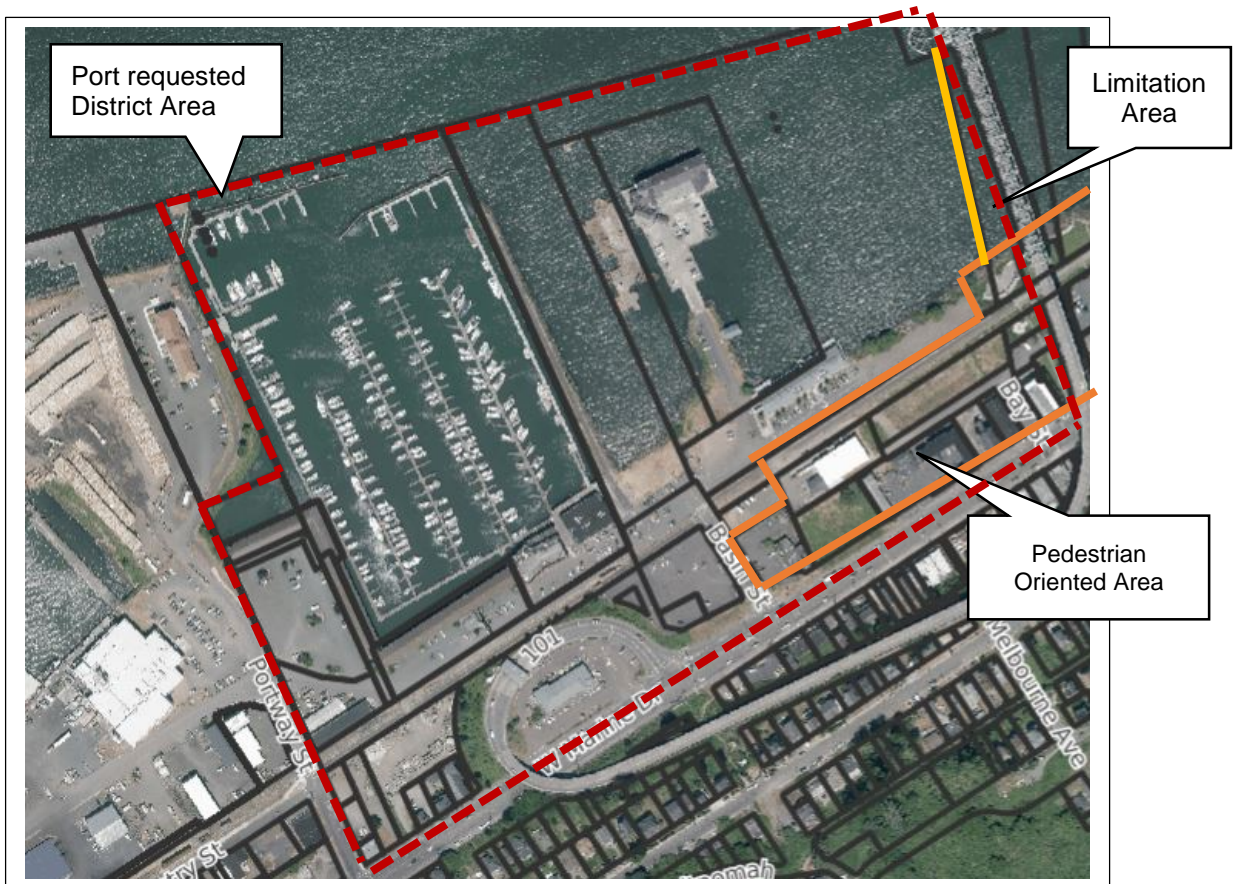 Port requested
District Area
Limitation
Area
Bay St
Basin St
Pedestrian
Oriented Area
101
Melbourne Ave
Portway St
W Marine Dr